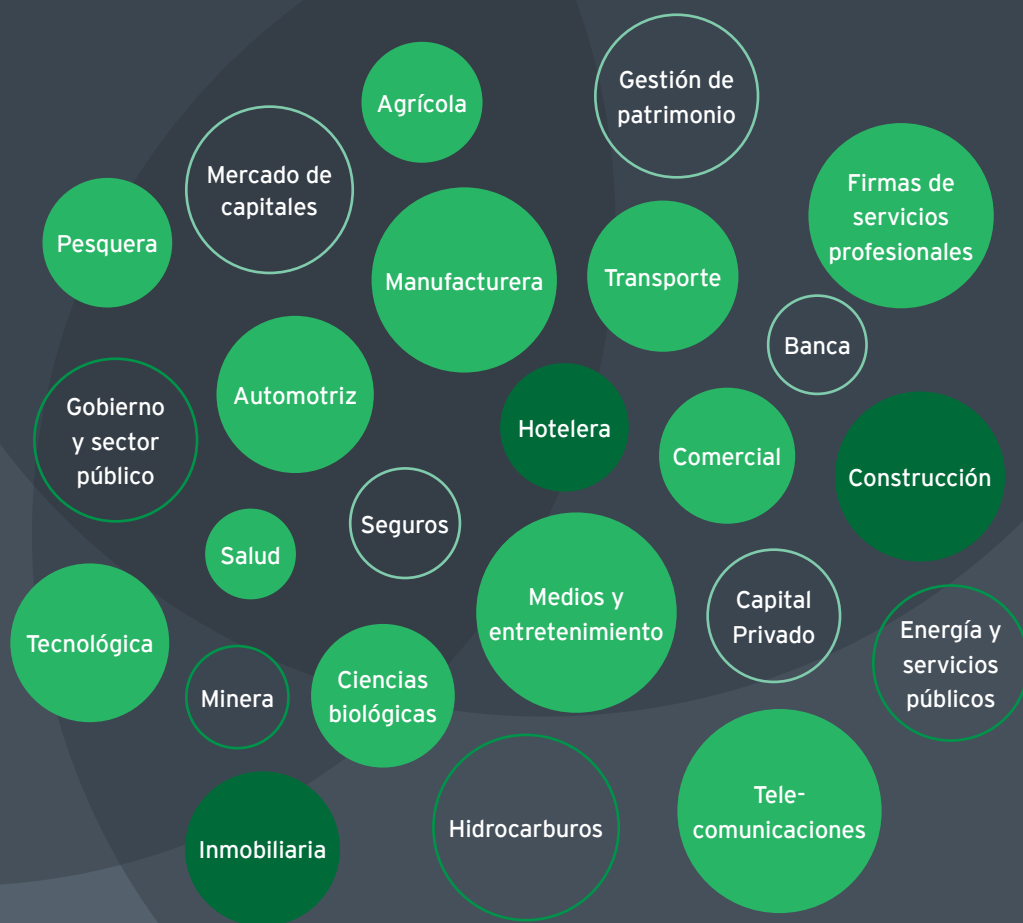 Agrícola
Gestión de
patrimonio
Mercado de
capitales
Firmas de
servicios
profesionales
Pesquera
Manufacturera
Transporte
Banca
Automotriz
Gobierno
y sector
público
Hotelera
Comercial
Construcción
Seguros
Salud
Medios y
entretenimiento
Capital
Privado
Energía y
servicios
públicos
Tecnológica
Minera
Ciencias
biológicas
Hidrocarburos
Tele-
comunicaciones
Inmobiliaria